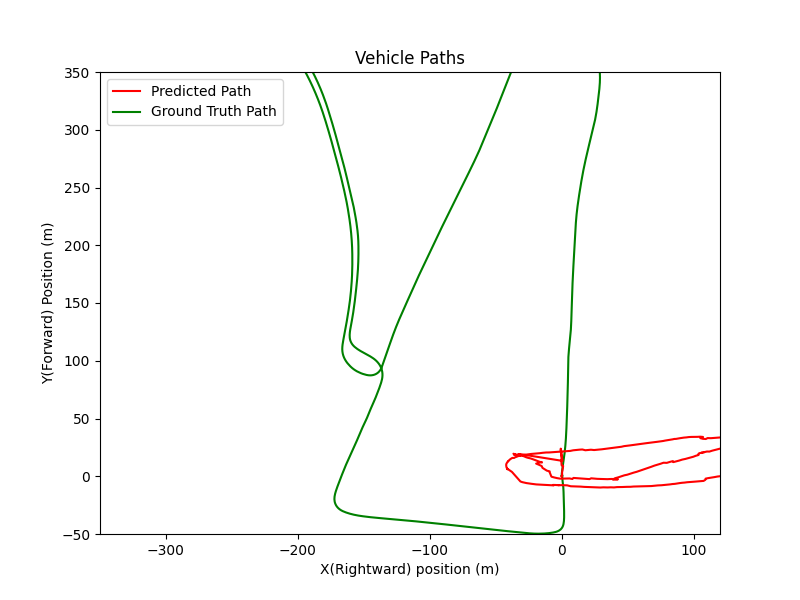 Vehicle Paths
Predicted Path
Ground Truth Path
Y(Forward) Position (m)
350
300
250
200
150
100
50
0
−50
−300
−200
−100
0
100
X(Rightward) position (m)